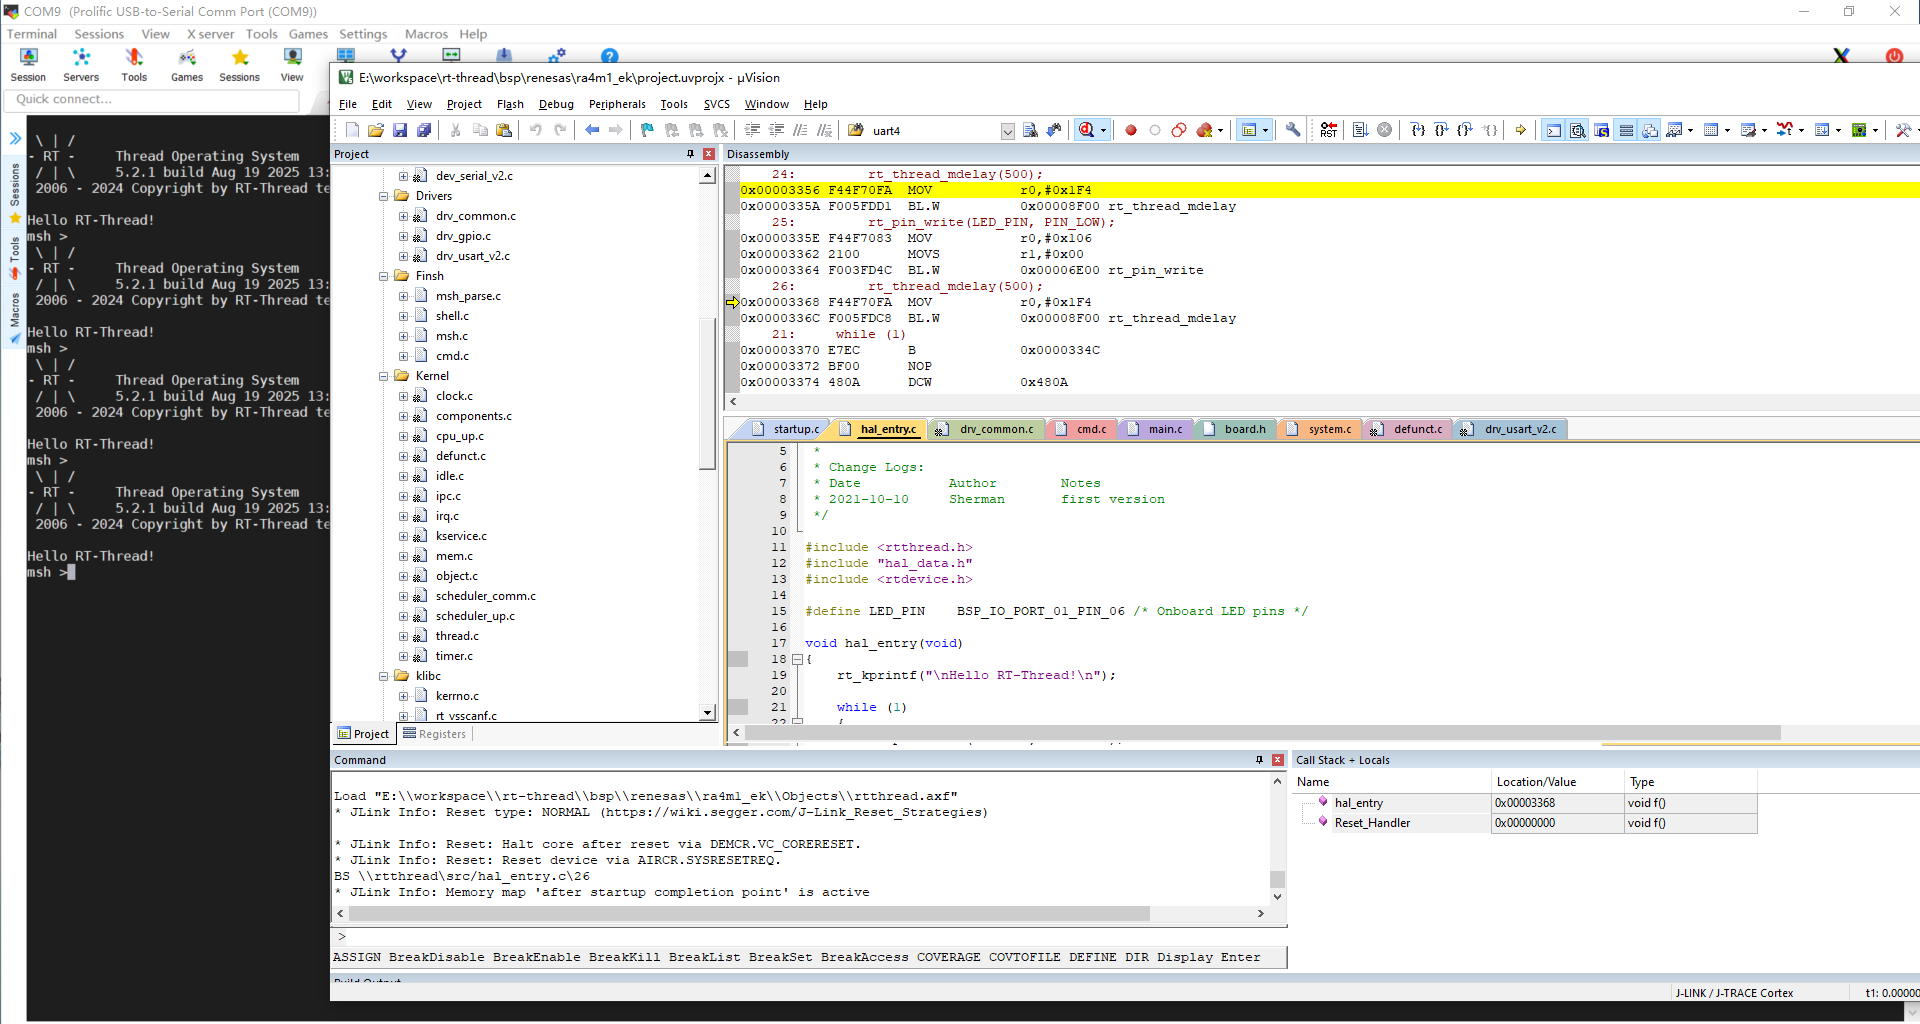 COM9  (Prolific USB-to-Serial Comm Port (COM9))
Terminal Sessions View X server Tools Games Settings Macros Help
Session Servers Tools Games Sessions View
Quick connect...
Sessions
Tools
Macros
 \ | /
- RT -     Thread Operating System
 / | \     5.2.1 build Aug 19 2025 13:
 2006 - 2024 Copyright by RT-Thread te
Hello RT-Thread!
msh >
 \ | /
- RT -     Thread Operating System
 / | \     5.2.1 build Aug 19 2025 13:
 2006 - 2024 Copyright by RT-Thread te
Hello RT-Thread!
msh >
 \ | /
- RT -     Thread Operating System
 / | \     5.2.1 build Aug 19 2025 13:
 2006 - 2024 Copyright by RT-Thread te
Hello RT-Thread!
msh >
 \ | /
- RT -     Thread Operating System
 / | \     5.2.1 build Aug 19 2025 13:
 2006 - 2024 Copyright by RT-Thread te
Hello RT-Thread!
msh >
E:\workspace\rt-thread\bsp\renesas\ra4m1_ek\project.uvprojx - µVision
File Edit View Project Flash Debug Peripherals Tools SVCS Window Help
uart4
RST
Project
dev_serial_v2.c
Drivers
drv_common.c
drv_gpio.c
drv_usart_v2.c
Finsh
msh_parse.c
shell.c
msh.c
cmd.c
Kernel
clock.c
components.c
cpu_up.c
defunct.c
idle.c
ipc.c
irq.c
kservice.c
mem.c
object.c
scheduler_comm.c
scheduler_up.c
thread.c
timer.c
klibc
kerrno.c
rt_vsscanf.c
Project Registers
Disassembly
24:         rt_thread_mdelay(500);
0x00003356 F44F70FA  MOV           r0,#0x1F4
0x0000335A F005FDD1  BL.W          0x00008F00 rt_thread_mdelay
25:         rt_pin_write(LED_PIN, PIN_LOW);
0x0000335E F44F7083  MOV           r0,#0x106
0x00003362 2100      MOVS          r1,#0x00
0x00003364 F003FD4C  BL.W          0x00006E00 rt_pin_write
26:         rt_thread_mdelay(500);
0x00003368 F44F70FA  MOV           r0,#0x1F4
0x0000336C F005FDC8  BL.W          0x00008F00 rt_thread_mdelay
21:     while (1)
0x00003370 E7EC      B             0x0000334C
0x00003372 BF00      NOP
0x00003374 480A      DCW           0x480A
startup.c hal_entry.c drv_common.c cmd.c main.c board.h system.c defunct.c drv_usart_v2.c
5  *
6  * Change Logs:
7  * Date           Author       Notes
8  * 2021-10-10     Sherman      first version
9  */
10
11 #include <rtthread.h>
12 #include "hal_data.h"
13 #include <rtdevice.h>
14
15 #define LED_PIN    BSP_IO_PORT_01_PIN_06 /* Onboard LED pins */
16
17 void hal_entry(void)
18 {
19     rt_kprintf("\nHello RT-Thread!\n");
20
21     while (1)
22     {
Command
Load "E:\\workspace\\rt-thread\\bsp\\renesas\\ra4m1_ek\\Objects\\rtthread.axf"
* JLink Info: Reset type: NORMAL (https://wiki.segger.com/J-Link_Reset_Strategies)
* JLink Info: Reset: Halt core after reset via DEMCR.VC_CORERESET.
* JLink Info: Reset: Reset device via AIRCR.SYSRESETREQ.
BS \\rtthread\src/hal_entry.c\26
* JLink Info: Memory map 'after startup completion point' is active
>
ASSIGN BreakDisable BreakEnable BreakKill BreakList BreakSet BreakAccess COVERAGE COVTOFILE DEFINE DIR Display Enter
Call Stack + Locals
Name Location/Value Type
hal_entry 0x00003368 void f()
Reset_Handler 0x00000000 void f()
Build Output
J-LINK / J-TRACE Cortex t1: 0.00000